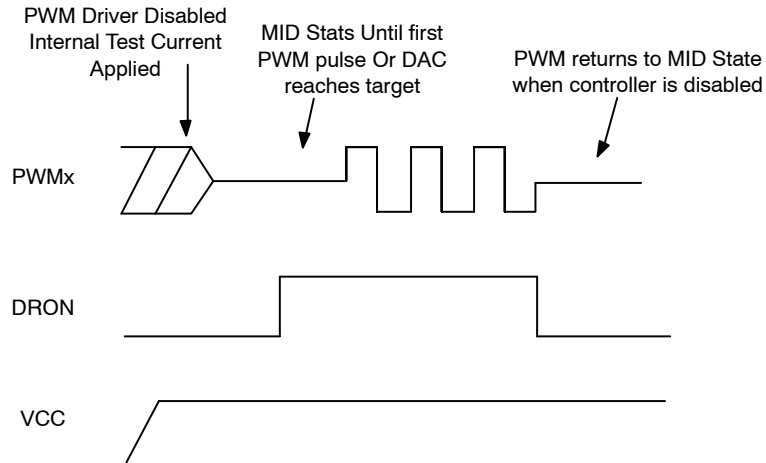 PWM Driver Disabled
Internal Test Current
Applied
MID Stats Until first
PWM pulse Or DAC
reaches target
PWM returns to MID State
when controller is disabled
PWMx
DRON
VCC